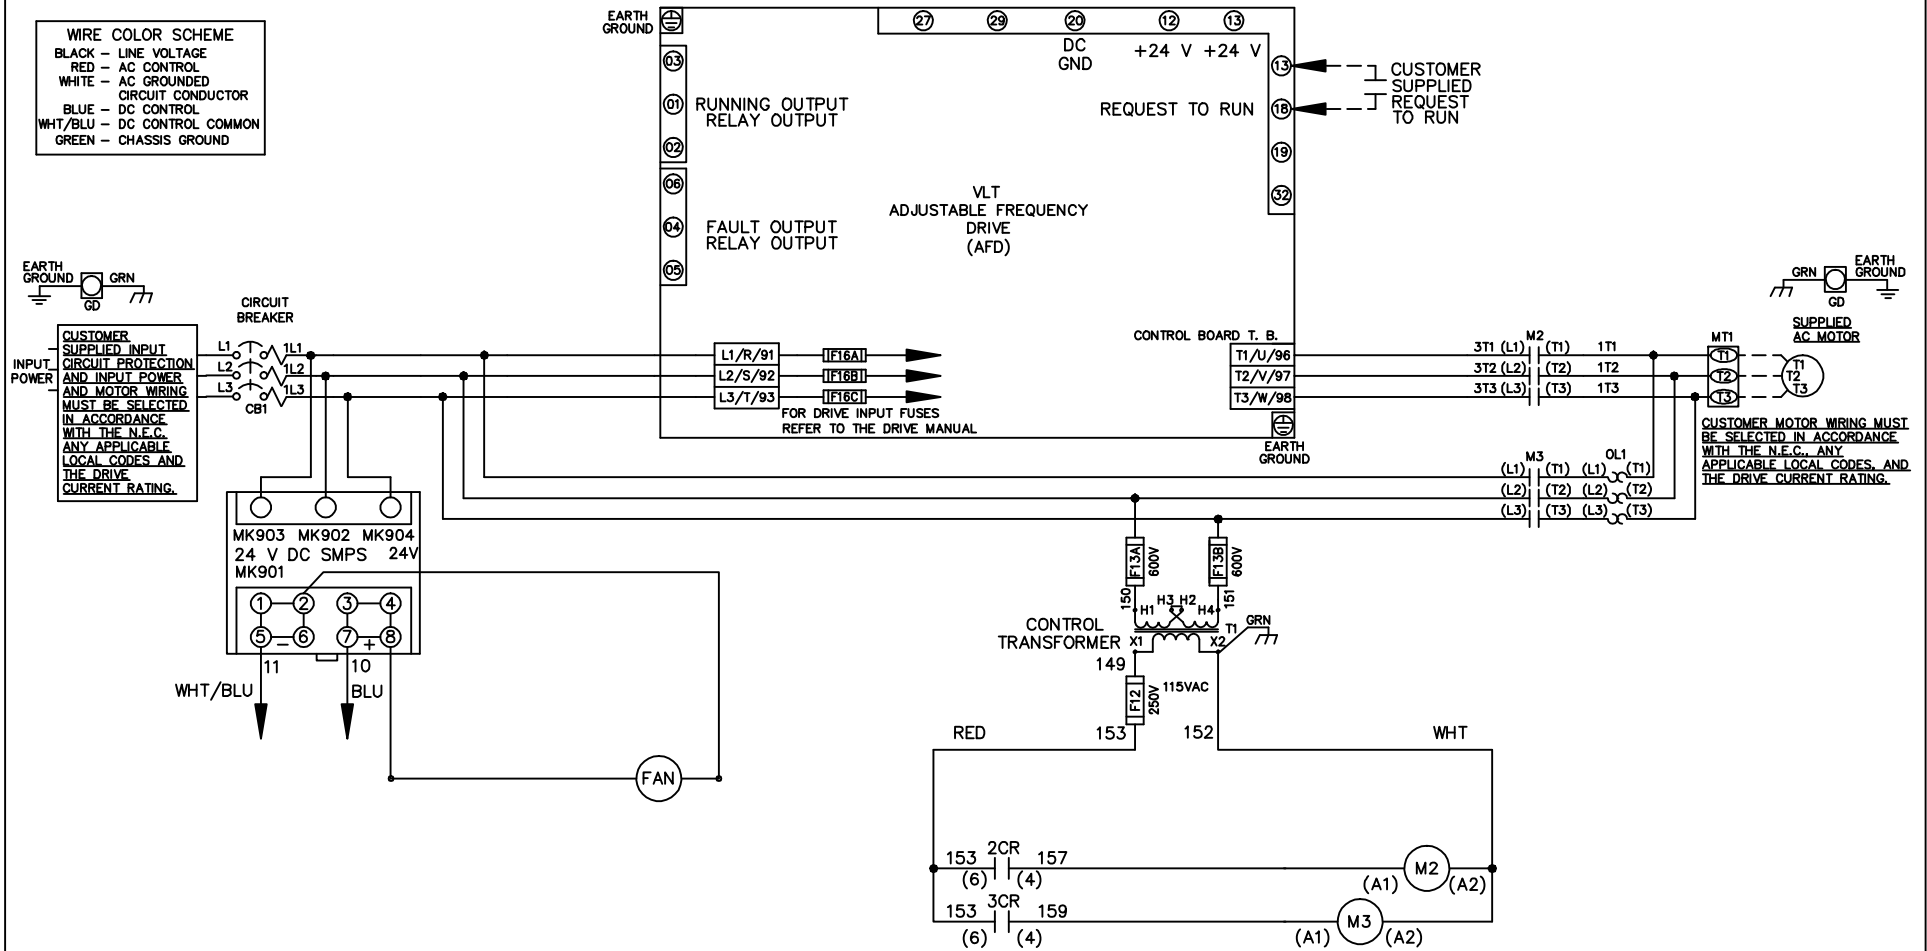 WIRE COLOR SCHEME
BLACK – LINE VOLTAGE
RED – AC CONTROL
WHITE – AC GROUNDED
CIRCUIT CONDUCTOR
BLUE – DC CONTROL
WHT/BLU – DC CONTROL COMMON
GREEN – CHASSIS GROUND
EARTH
GROUND
27
29
20
12
13
DC
GND
+24 V
+24 V
03
01
02
RUNNING OUTPUT
RELAY OUTPUT
06
04
05
FAULT OUTPUT
RELAY OUTPUT
VLT
ADJUSTABLE FREQUENCY
DRIVE
(AFD)
REQUEST TO RUN
13
18
19
32
CUSTOMER
SUPPLIED
REQUEST
TO RUN
EARTH
GROUND
GRN
GD
CIRCUIT
BREAKER
INPUT
POWER
CUSTOMER
SUPPLIED INPUT
CIRCUIT PROTECTION
AND INPUT POWER
AND MOTOR WIRING
MUST BE SELECTED
IN ACCORDANCE
WITH THE N.E.C.
ANY APPLICABLE
LOCAL CODES AND
THE DRIVE
CURRENT RATING.
L1
1L1
L2
1L2
L3
1L3
CB1
L1/R/91
F16A
L2/S/92
F16B
L3/T/93
F16C
FOR DRIVE INPUT FUSES
REFER TO THE DRIVE MANUAL
CONTROL BOARD T. B.
T1/U/96
T2/V/97
T3/W/98
EARTH
GROUND
M2
3T1 (L1) (T1) 1T1
3T2 (L2) (T2) 1T2
3T3 (L3) (T3) 1T3
MT1
T1
T2
T3
GRN
GD
EARTH
GROUND
SUPPLIED
AC MOTOR
T1
T2
T3
CUSTOMER MOTOR WIRING MUST
BE SELECTED IN ACCORDANCE
WITH THE N.E.C., ANY
APPLICABLE LOCAL CODES, AND
THE DRIVE CURRENT RATING.
M3
OL1
(L1) (T1) (L1) (T1)
(L2) (T2) (L2) (T2)
(L3) (T3) (L3) (T3)
MK903 MK902 MK904
24 V DC SMPS 24V
MK901
1
2
3
4
5
–
6
7
+
8
11
10
WHT/BLU
BLU
FAN
F13A
600V
F13B
600V
150
151
H1
H3
H2
H4
CONTROL
TRANSFORMER
X1
X2
T1
GRN
149
F12
250V
115VAC
153
152
RED
WHT
153
2CR
157
(6)
(4)
M2
(A1)
(A2)
153
3CR
159
(6)
(4)
M3
(A1)
(A2)